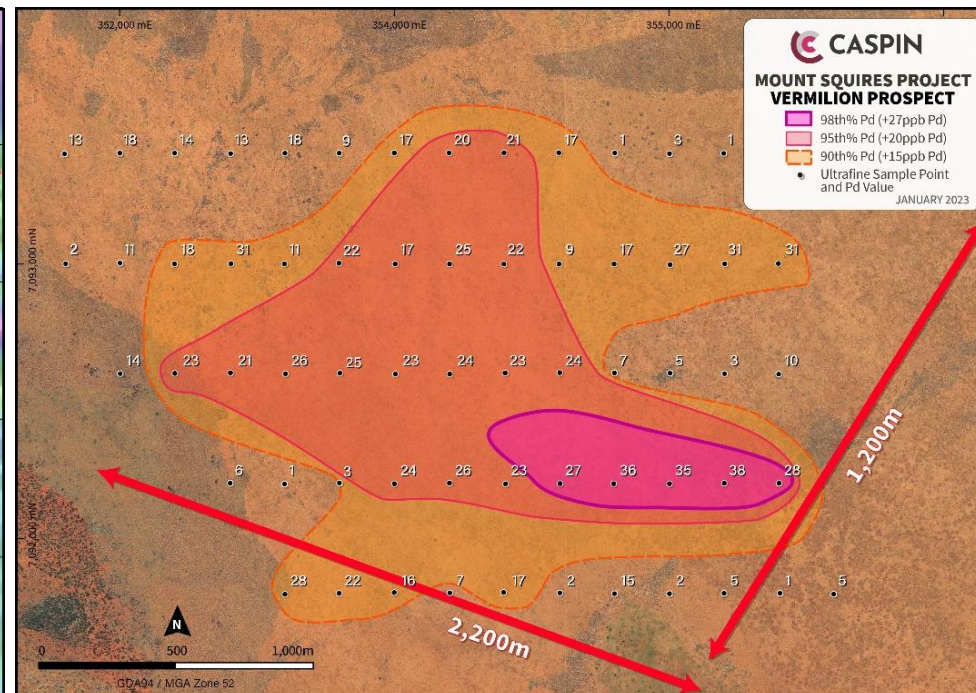 352,000 mE
354,000 mE
355,000 mE
CASPIN
MOUNT SQUIRES PROJECT
VERMILION PROSPECT
98th% Pd (+27ppb Pd)
95th% Pd (+20ppb Pd)
90th% Pd (+15ppb Pd)
Ultrafine Sample Point
and Pd Value
JANUARY 2023
13 18 14 13 18 9 17 20 21 17 1 3 1
7,093,000 mN
2 11 18 31 11 22 17 25 22 9 17 27 31 31
14 23 21 26 25 23 24 23 24 7 5 3 10
1,200m
6 1 3 24 26 23 27 36 35 38 28
7,092,000 mN
28 22 16 7 17 2 15 2 5 1 5
2,200m
N
0 500 1,000m
GDA94 / MGA Zone 52